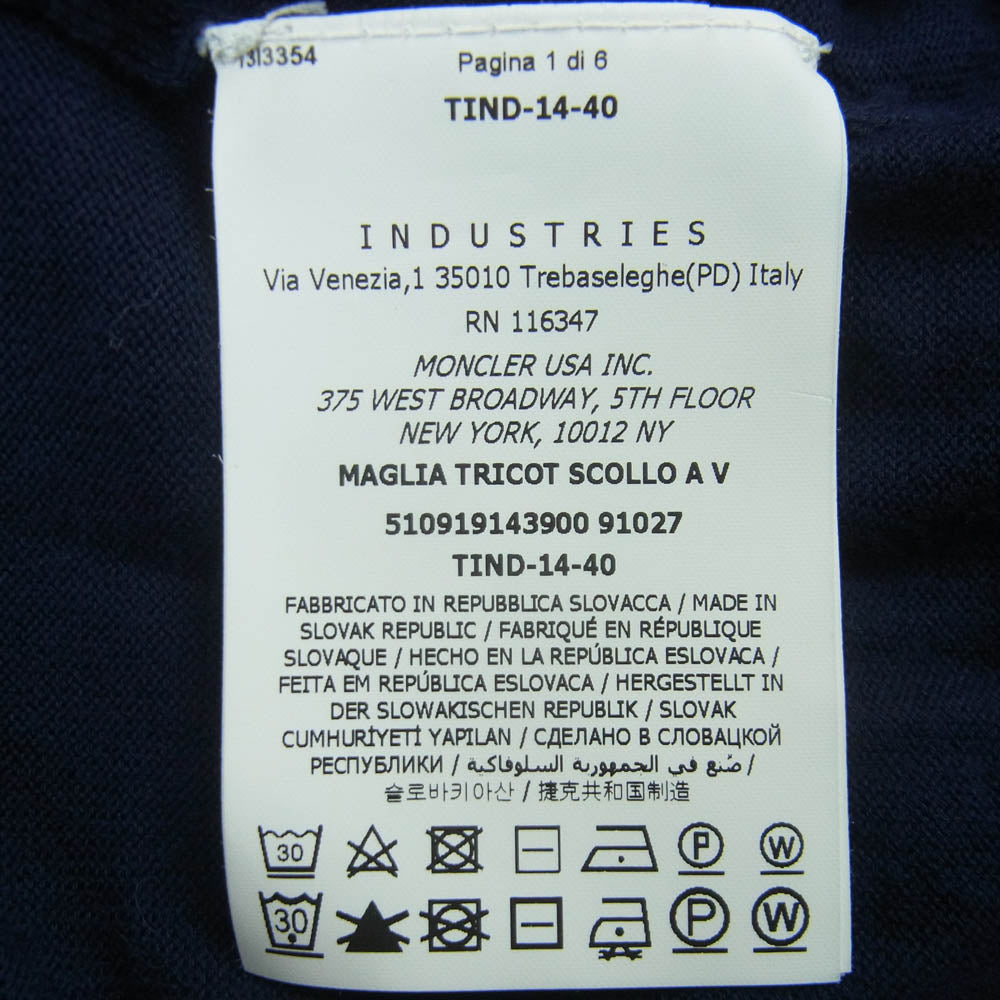 1313354
Pagina 1 di 6
TIND-14-40
INDUSTRIES
Via Venezia,1 35010 Trebaseleghe(PD) Italy
RN 116347
MONCLER USA INC.
375 WEST BROADWAY, 5TH FLOOR
NEW YORK, 10012 NY
MAGLIA TRICOT SCOLLO A V
510919143900 91027
TIND-14-40
FABBRICATO IN REPUBBLICA SLOVACCA / MADE IN
SLOVAK REPUBLIC / FABRIQUÉ EN RÉPUBLIQUE
SLOVAQUE / HECHO EN LA REPÚBLICA ESLOVACA /
FEITA EM REPÚBLICA ESLOVACA / HERGESTELLT IN
DER SLOWAKISCHEN REPUBLIK / SLOVAK
CUMHURİYETİ YAPILAN / СДЕЛАНО В СЛОВАЦКОЙ
РЕСПУБЛИКИ / صّنع في الجمهورية السلوفاكية /
슬로바키아산 / 捷克共和国制造
30 P W
30 P W